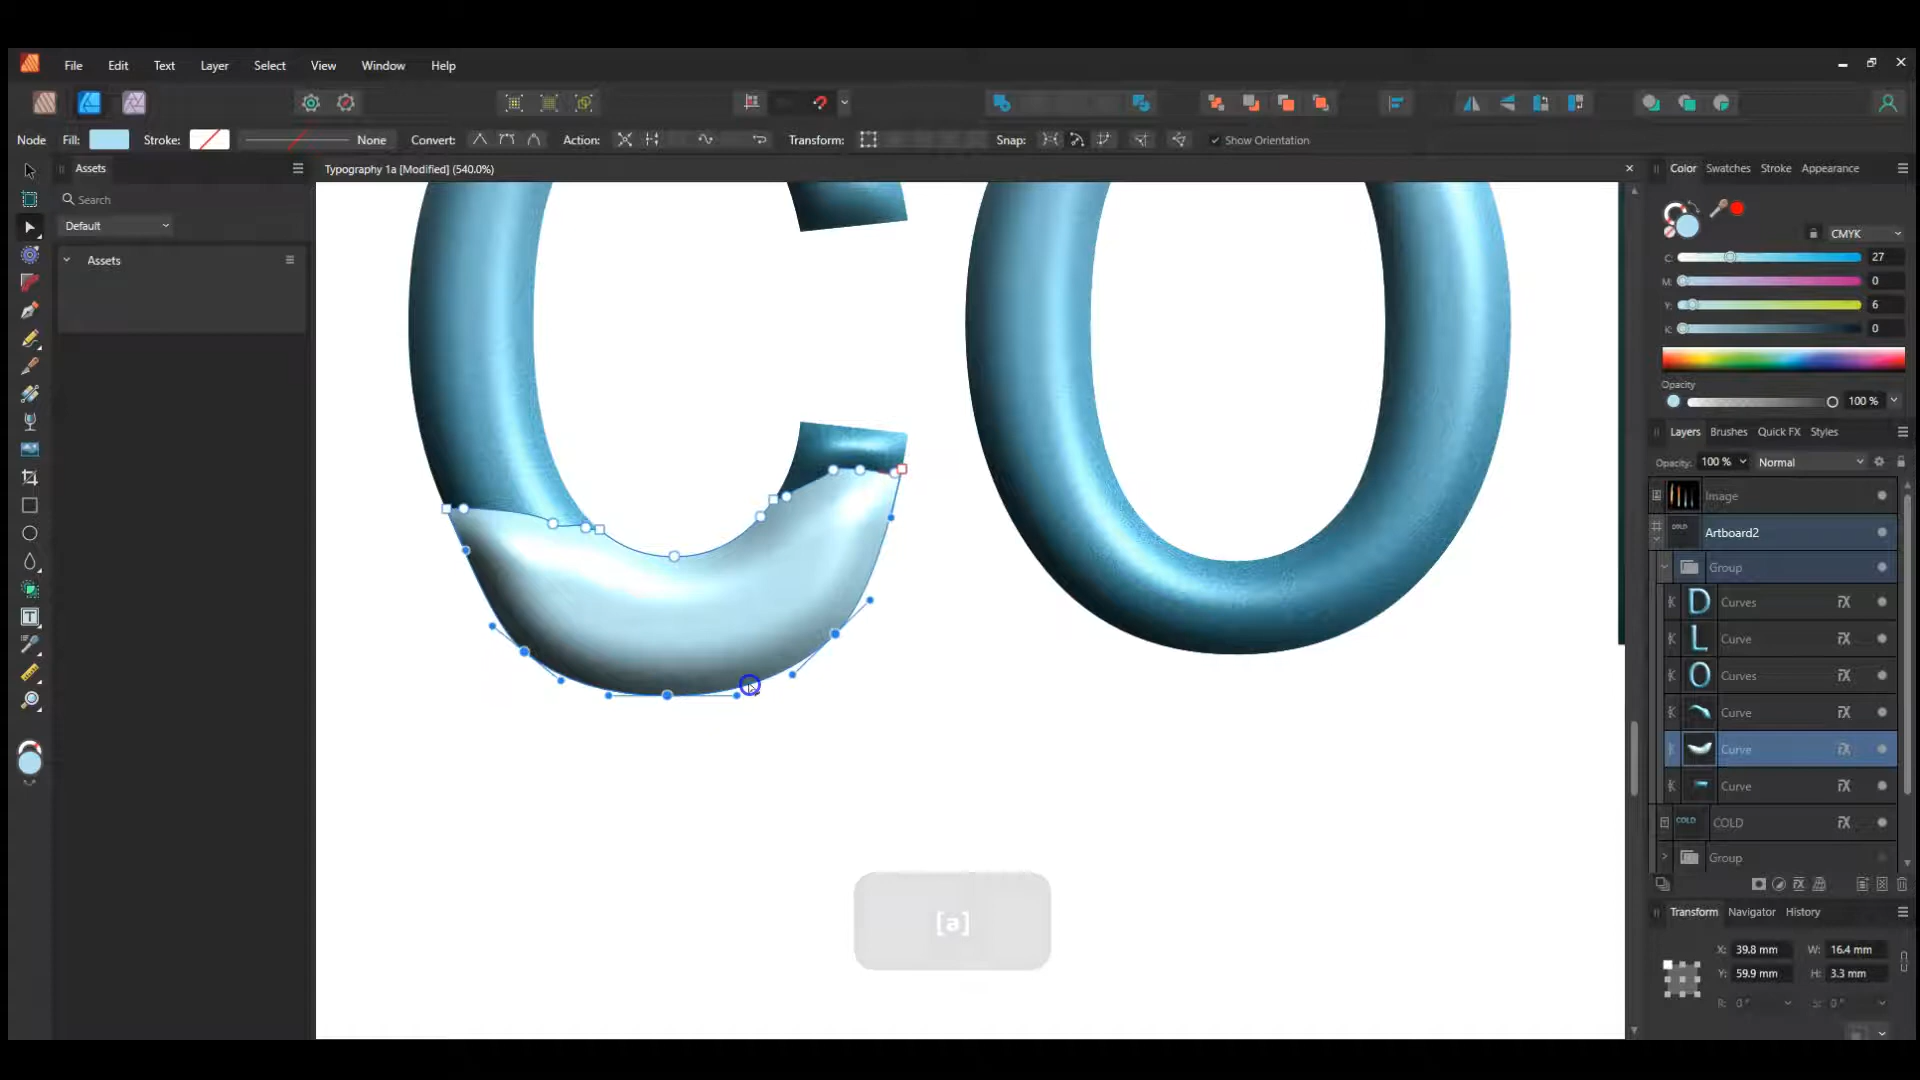 File Edit Text Layer Select View Window Help
Node Fill: Stroke: None Convert: Action: Transform: Snap: Show Orientation
Assets
Typography 1a [Modified] (540.0%)
Color Swatches Stroke Appearance
Search
Default
CMYK
Assets
C: 27
M: 0
Y: 6
K: 0
Opacity
100 %
Layers Brushes Quick FX Styles
Opacity: 100 % Normal
Image
Artboard2
Group
Curves
Curve
Curves
Curve
Curve
Curve
COLD
Group
[a]
Transform Navigator History
X: 39.8 mm W: 16.4 mm
Y: 59.9 mm H: 3.3 mm
R: 0 ° S: 0 °